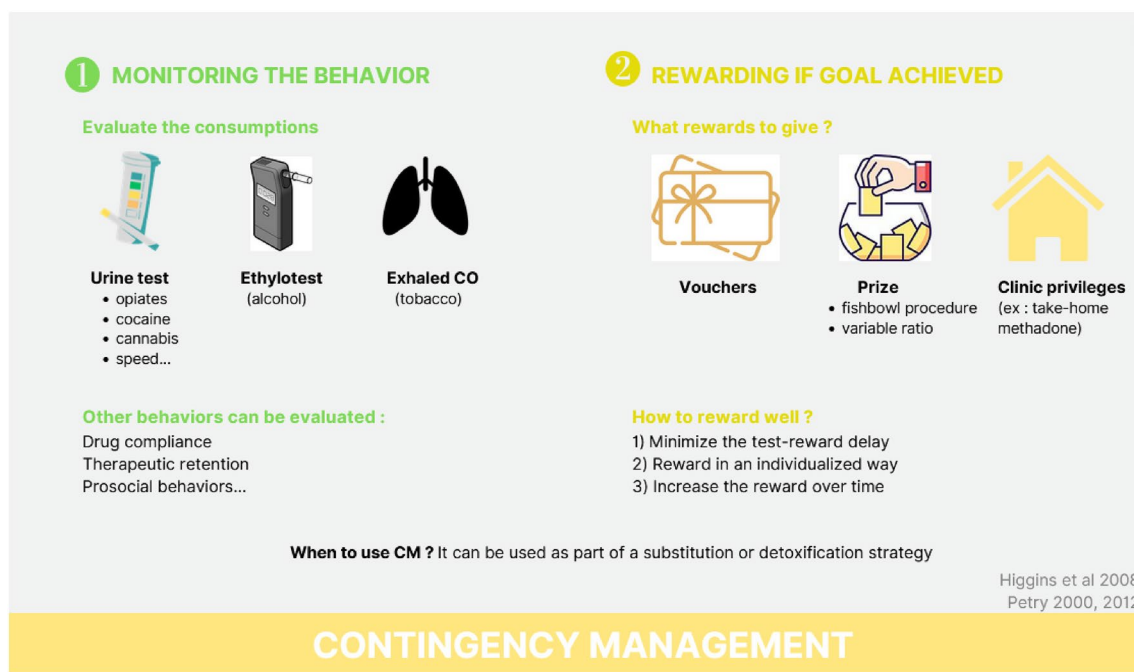 1 MONITORING THE BEHAVIOR
Evaluate the consumptions
Urine test
• opiates
• cocaine
• cannabis
• speed...
Ethylotest
(alcohol)
Exhaled CO
(tobacco)
Other behaviors can be evaluated :
Drug compliance
Therapeutic retention
Prosocial behaviors...
2 REWARDING IF GOAL ACHIEVED
What rewards to give ?
Vouchers
Prize
• fishbowl procedure
• variable ratio
Clinic privileges
(ex : take-home
methadone)
How to reward well ?
1) Minimize the test-reward delay
2) Reward in an individualized way
3) Increase the reward over time
When to use CM ? It can be used as part of a substitution or detoxification strategy
Higgins et al 2008
Petry 2000, 2012
CONTINGENCY MANAGEMENT